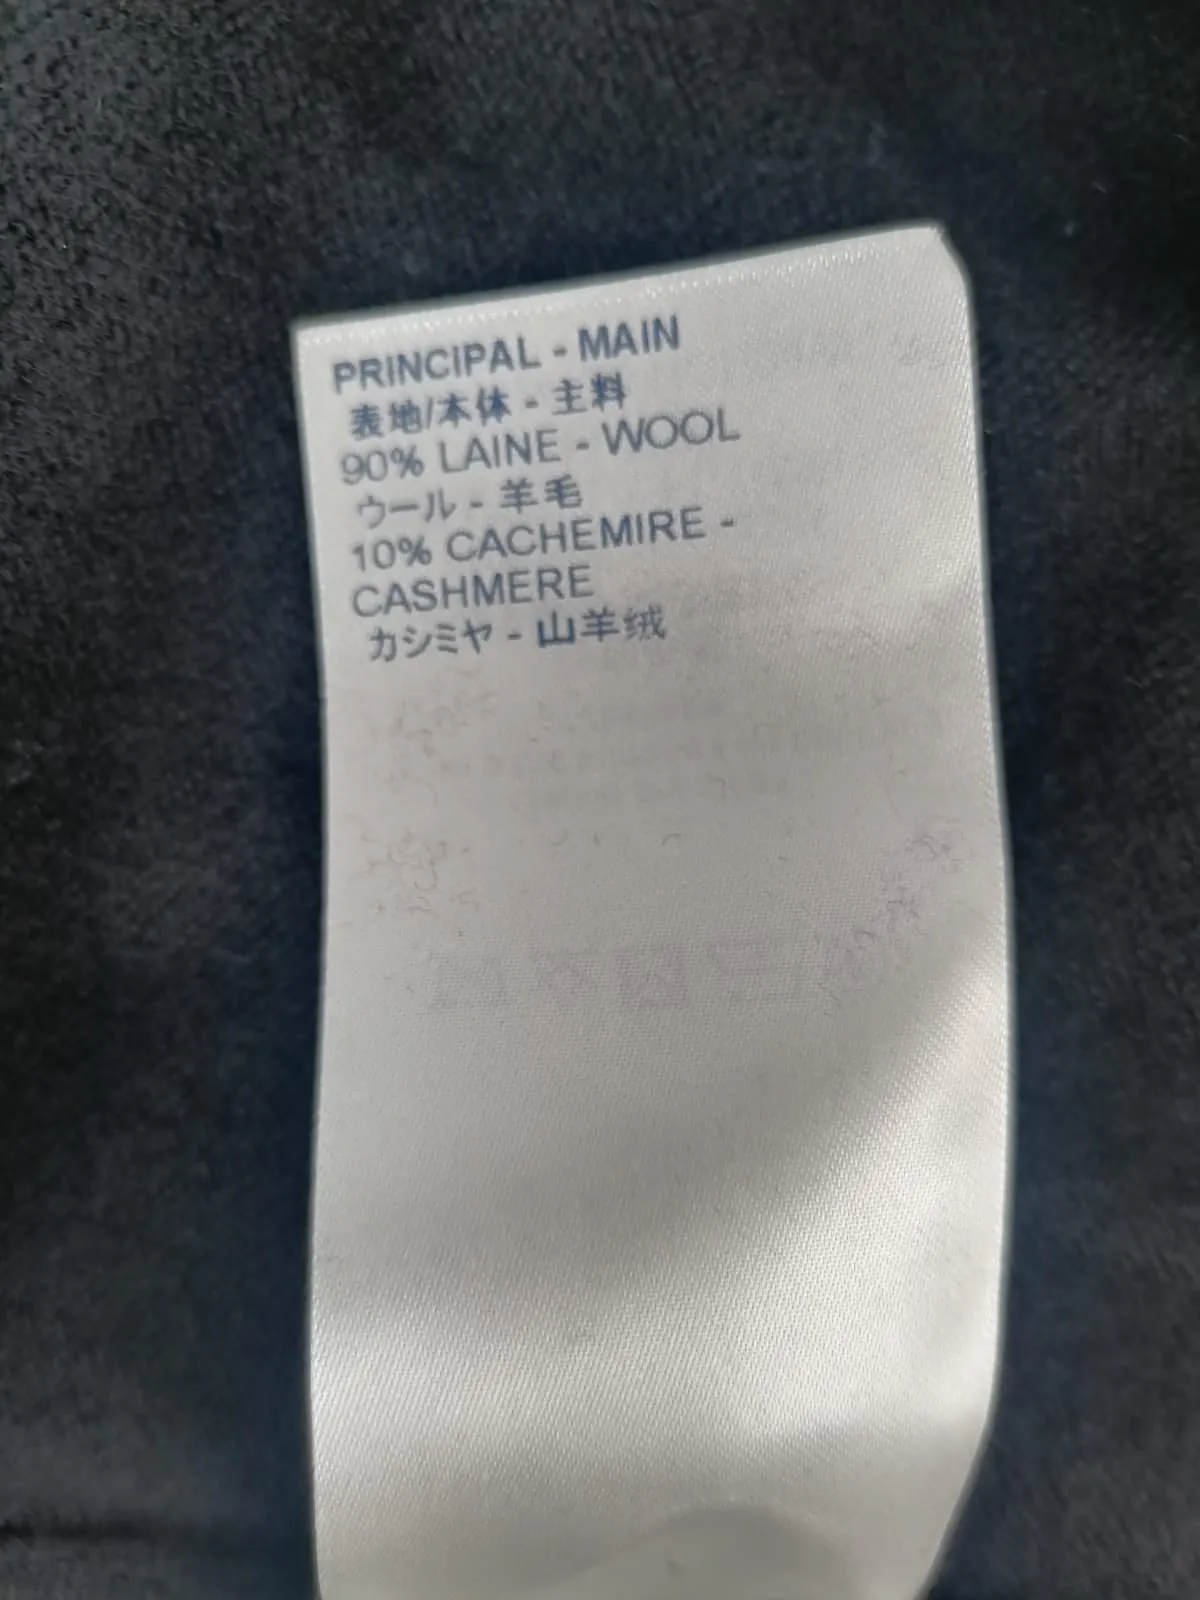 PRINCIPAL - MAIN
表地/本体 - 主料
90% LAINE - WOOL
ウール - 羊毛
10% CACHEMIRE -
CASHMERE
カシミヤ - 山羊绒